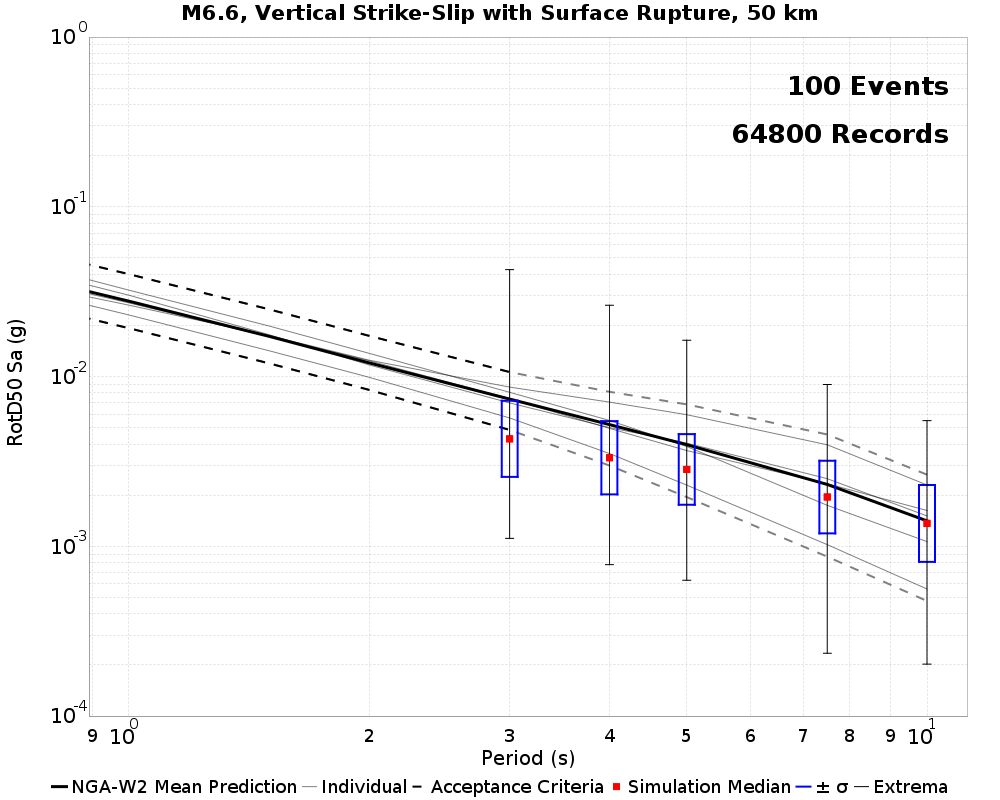 M6.6, Vertical Strike-Slip with Surface Rupture, 50 km
10^0
100 Events
64800 Records
10^-1
10^-2
10^-3
10^-4
RotD50 Sa (g)
9 10^0 2 3 4 5 6 7 8 9 10^1
Period (s)
NGA-W2 Mean Prediction Individual Acceptance Criteria Simulation Median ± σ Extrema